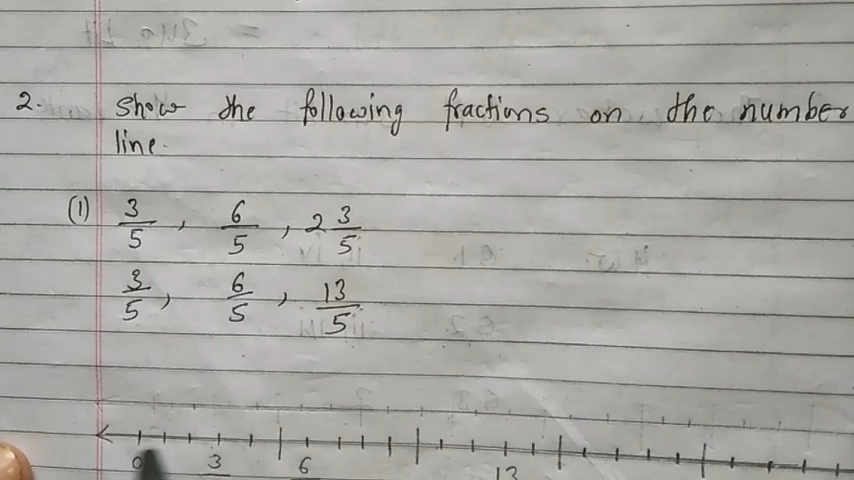 2. Show the following fractions on the number
line.
(1) 3/5 , 6/5 , 2 3/5
3/5 , 6/5 , 13/5
0 3 6 13